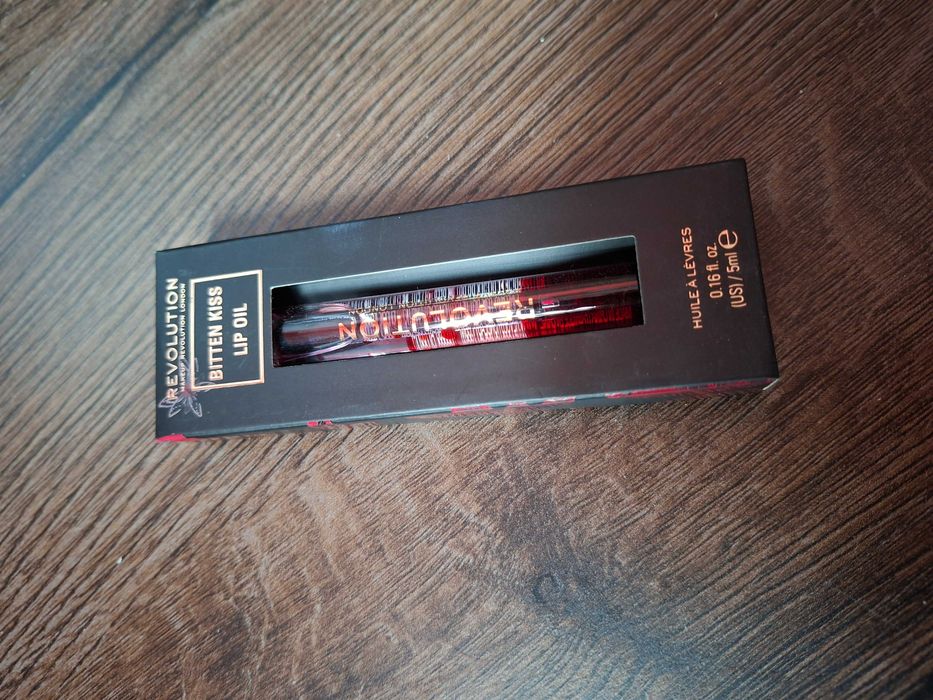 REVOLUTION
MAKEUP REVOLUTION LONDON
BITTEN KISS
LIP OIL
REVOLUTION
HUILE À LÈVRES
0.16 fl. oz.
(US) / 5ml ℮